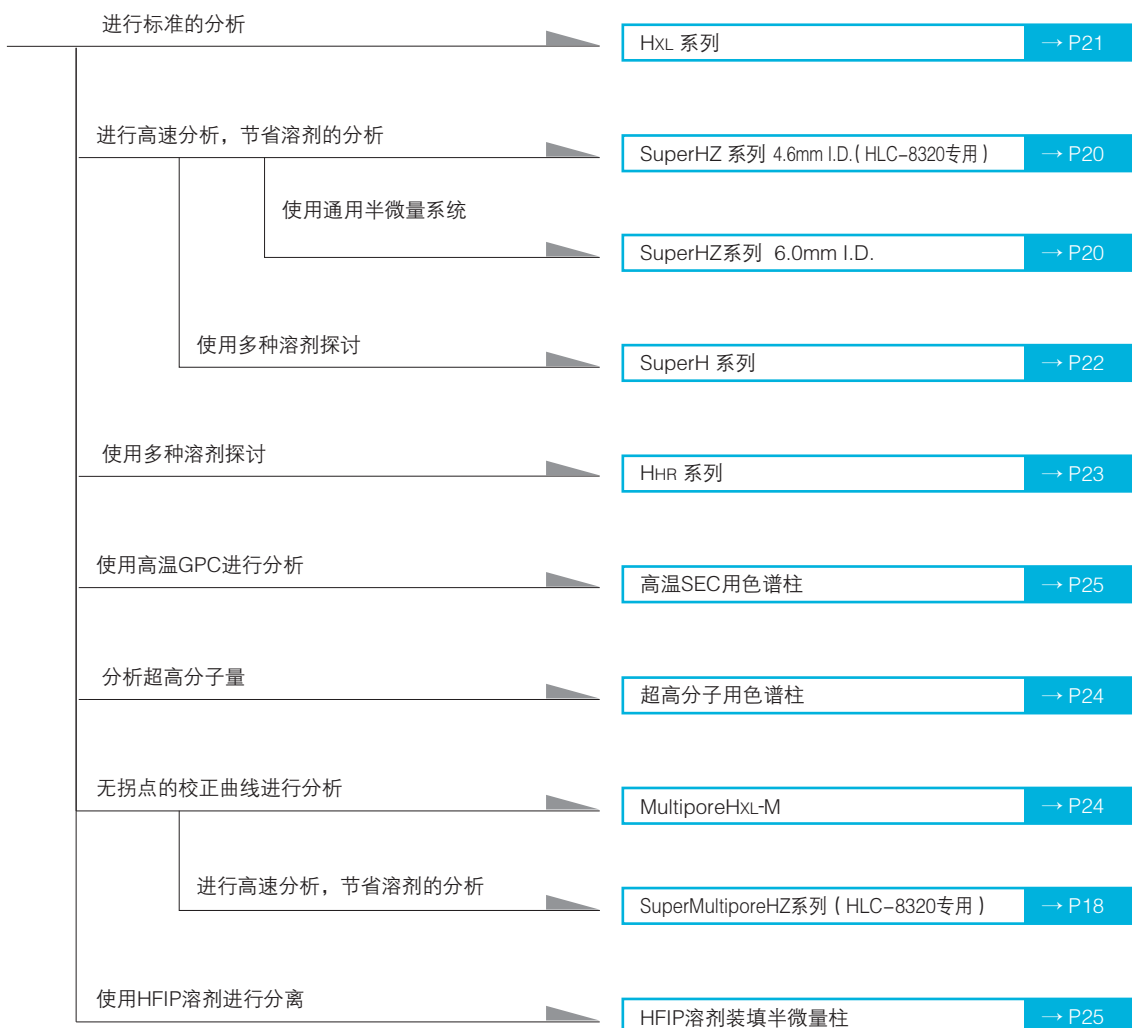 进行标准的分析
HXL 系列 → P21
进行高速分析，节省溶剂的分析
SuperHZ 系列 4.6mm I.D.( HLC-8320专用 ) → P20
使用通用半微量系统
SuperHZ系列 6.0mm I.D. → P20
使用多种溶剂探讨
SuperH 系列 → P22
使用多种溶剂探讨
HHR 系列 → P23
使用高温GPC进行分析
高温SEC用色谱柱 → P25
分析超高分子量
超高分子用色谱柱 → P24
无拐点的校正曲线进行分析
MultiporeHXL-M → P24
进行高速分析，节省溶剂的分析
SuperMultiporeHZ系列 ( HLC-8320专用 ) → P18
使用HFIP溶剂进行分离
HFIP溶剂装填半微量柱 → P25